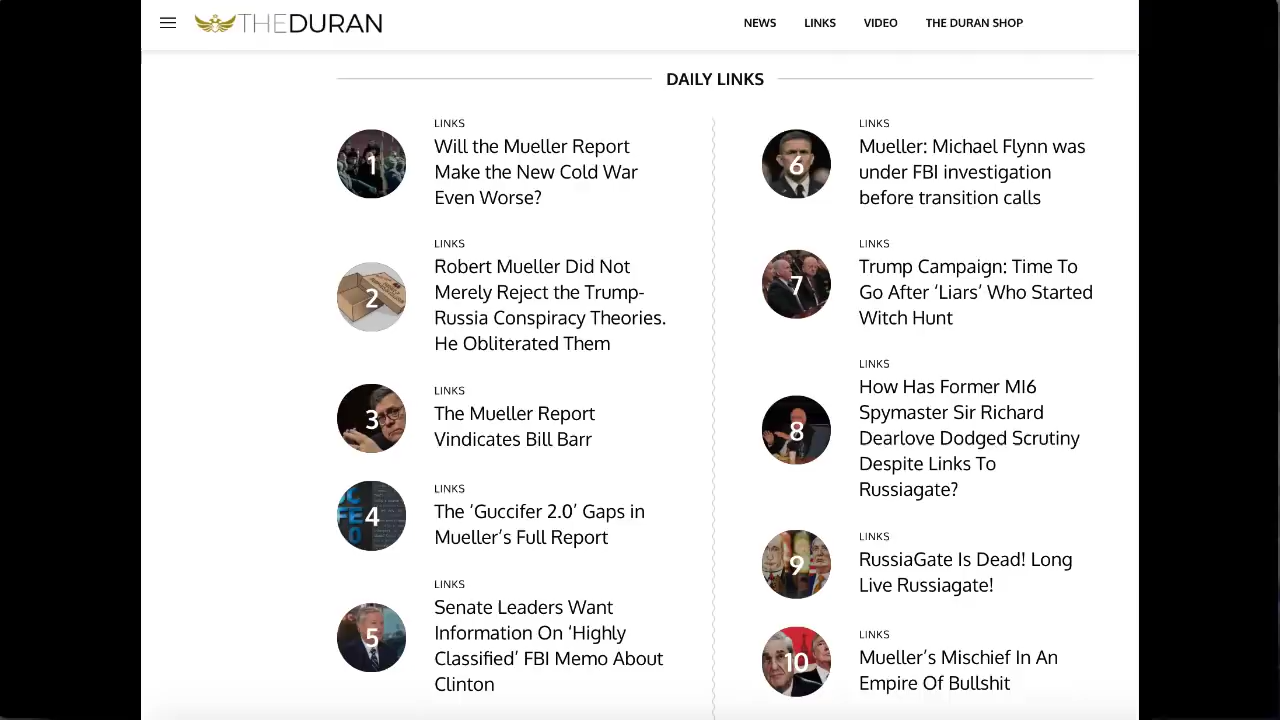 THEDURAN
NEWS
LINKS
VIDEO
THE DURAN SHOP
DAILY LINKS
1
LINKS
Will the Mueller Report
Make the New Cold War
Even Worse?
2
LINKS
Robert Mueller Did Not
Merely Reject the Trump-
Russia Conspiracy Theories.
He Obliterated Them
3
LINKS
The Mueller Report
Vindicates Bill Barr
4
LINKS
The ‘Guccifer 2.0’ Gaps in
Mueller’s Full Report
5
LINKS
Senate Leaders Want
Information On ‘Highly
Classified’ FBI Memo About
Clinton
6
LINKS
Mueller: Michael Flynn was
under FBI investigation
before transition calls
7
LINKS
Trump Campaign: Time To
Go After ‘Liars’ Who Started
Witch Hunt
8
LINKS
How Has Former MI6
Spymaster Sir Richard
Dearlove Dodged Scrutiny
Despite Links To
Russiagate?
9
LINKS
RussiaGate Is Dead! Long
Live Russiagate!
10
LINKS
Mueller’s Mischief In An
Empire Of Bullshit